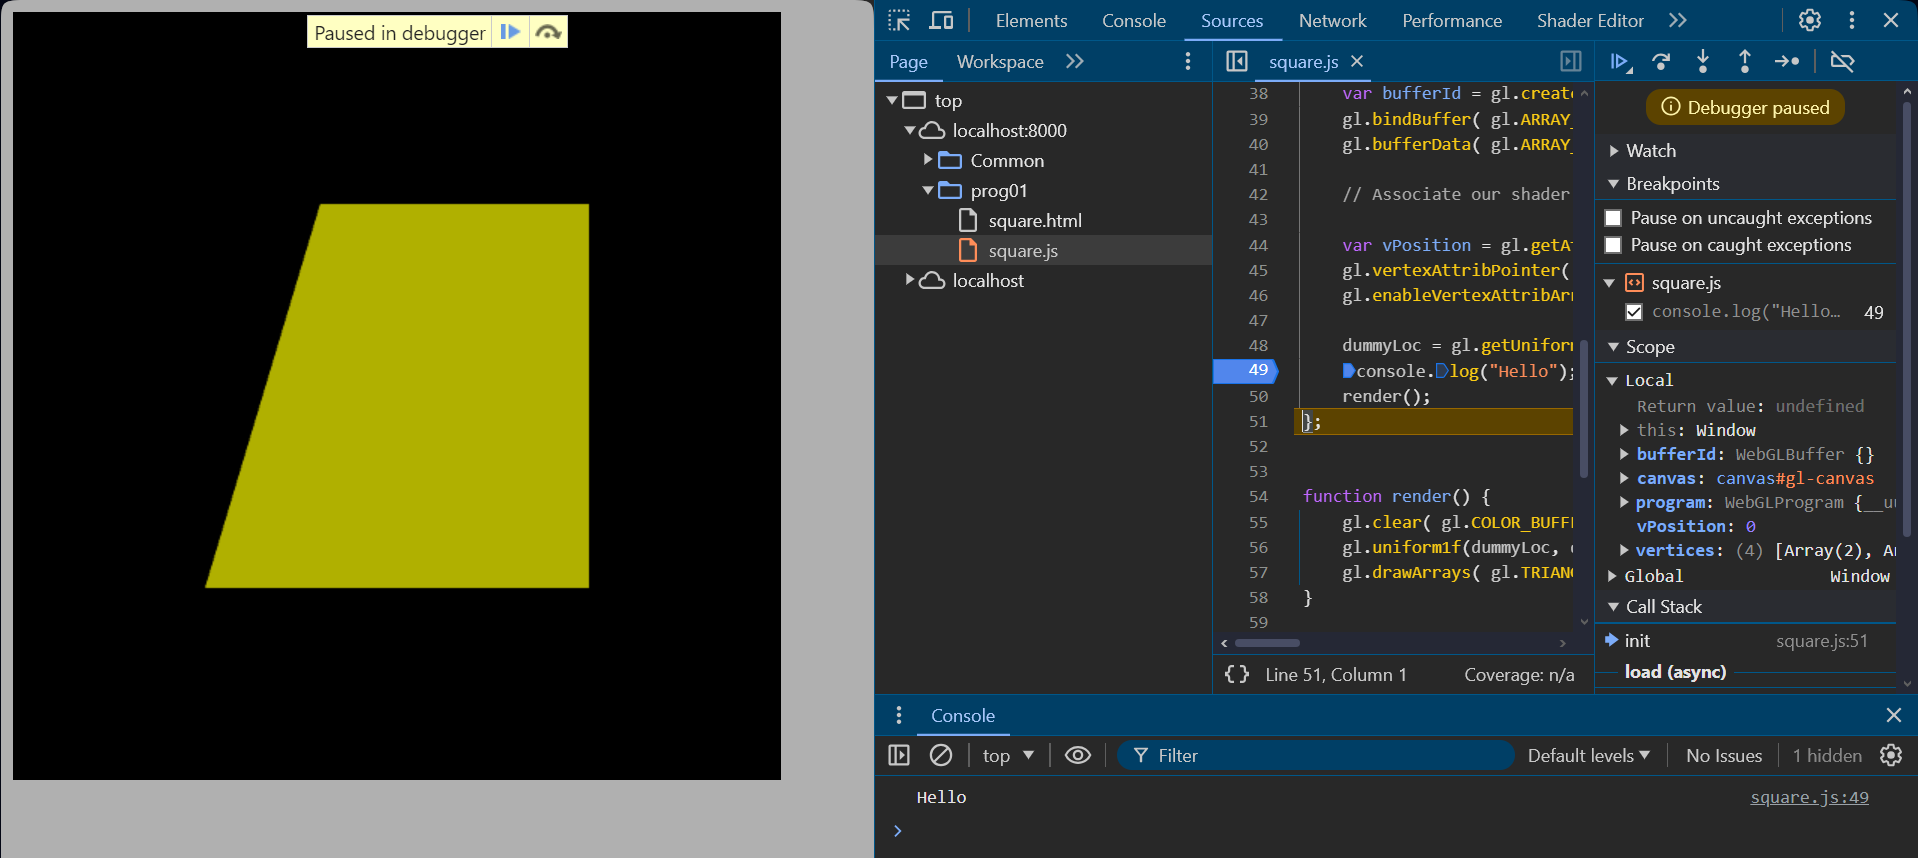 Paused in debugger
Elements Console Sources Network Performance Shader Editor
Page Workspace
top
localhost:8000
Common
prog01
square.html
square.js
localhost
square.js
38 var bufferId = gl.create
39 gl.bindBuffer( gl.ARRAY_
40 gl.bufferData( gl.ARRAY_
41
42 // Associate our shader
43
44 var vPosition = gl.getA
45 gl.vertexAttribPointer(
46 gl.enableVertexAttribAr
47
48 dummyLoc = gl.getUnifor
49 console.log("Hello");
50 render();
51 };
52
53
54 function render() {
55 gl.clear( gl.COLOR_BUFF
56 gl.uniform1f(dummyLoc,
57 gl.drawArrays( gl.TRIAN
58 }
59
{} Line 51, Column 1 Coverage: n/a
Debugger paused
Watch
Breakpoints
Pause on uncaught exceptions
Pause on caught exceptions
square.js
console.log("Hello… 49
Scope
Local
Return value: undefined
this: Window
bufferId: WebGLBuffer {}
canvas: canvas#gl-canvas
program: WebGLProgram {__u
vPosition: 0
vertices: (4) [Array(2), A
Global Window
Call Stack
init square.js:51
load (async)
Console
top Filter Default levels No Issues 1 hidden
Hello square.js:49